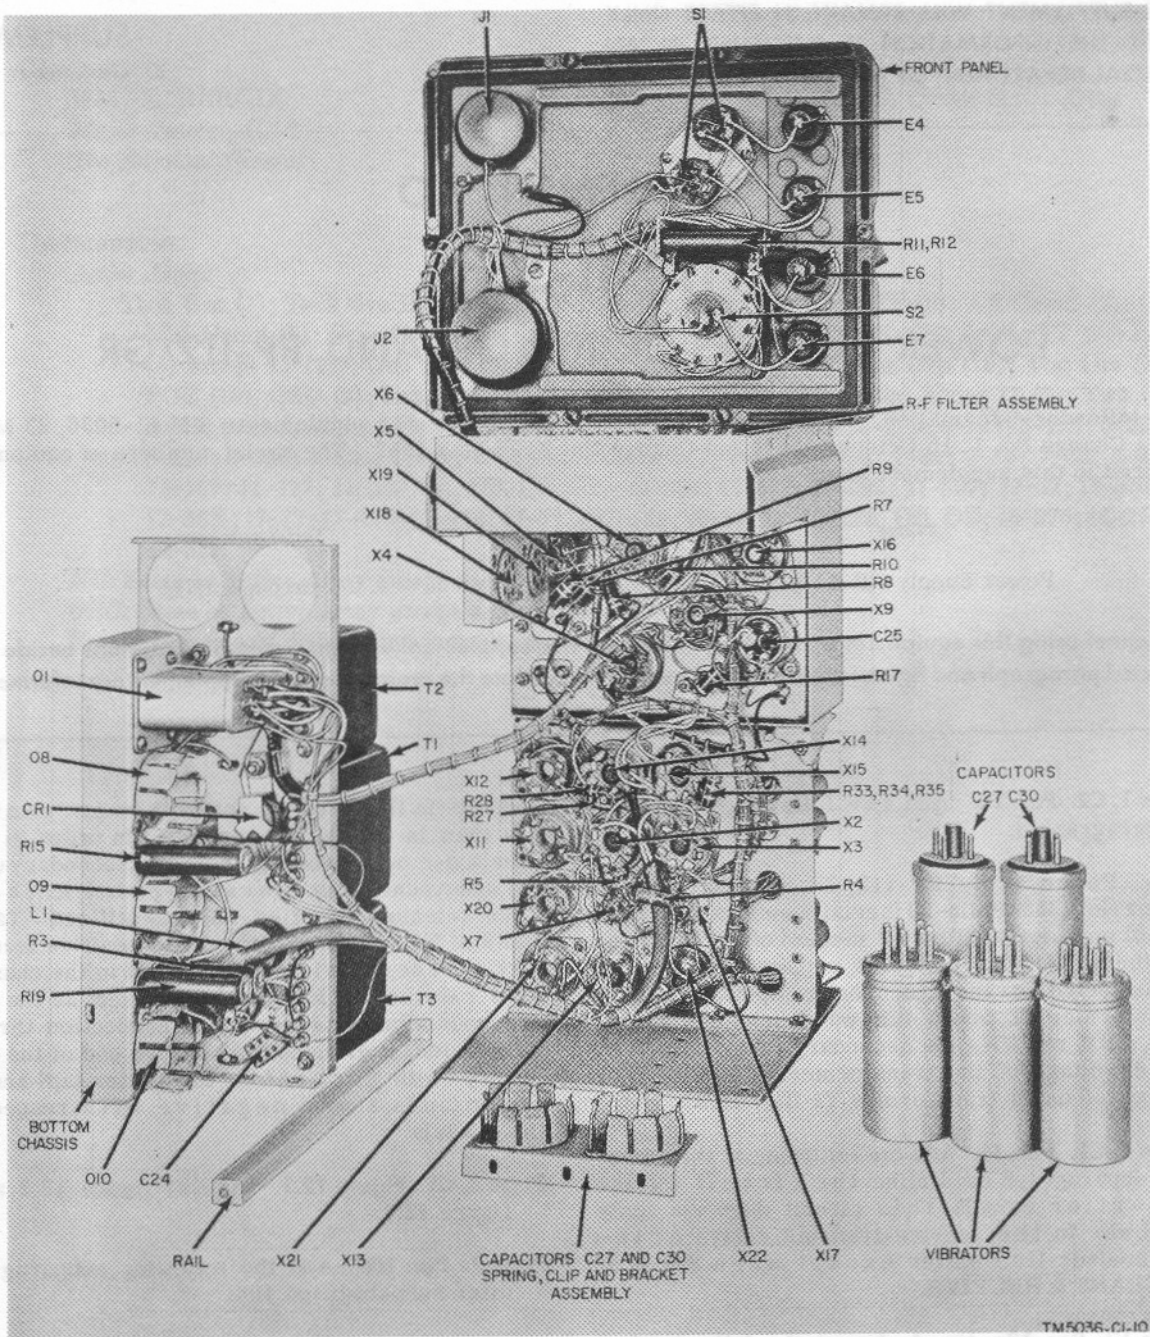 J1
S1
FRONT PANEL
E4
E5
R11, R12
E6
S2
E7
J2
R-F FILTER ASSEMBLY
X6
X5
X19
X18
X4
R9
R7
X16
R10
R8
X9
C25
R17
O1
T2
T1
O8
CR1
R15
O9
L1
R3
R19
T3
BOTTOM
CHASSIS
O10
C24
RAIL
X12
R28
R27
X11
R5
X20
X7
X14
X15
R33, R34, R35
X2
X3
R4
CAPACITORS
C27 C30
X21
X13
CAPACITORS C27 AND C30
SPRING, CLIP AND BRACKET
ASSEMBLY
X22
X17
VIBRATORS
TM5036-C1-10